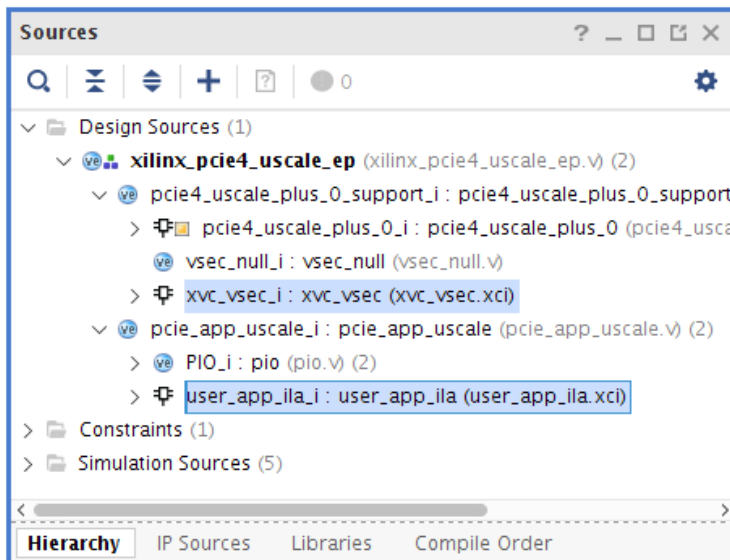 Sources
0
Design Sources (1)
xilinx_pcie4_uscale_ep (xilinx_pcie4_uscale_ep.v) (2)
pcie4_uscale_plus_0_support_i : pcie4_uscale_plus_0_support
pcie4_uscale_plus_0_i : pcie4_uscale_plus_0 (pcie4_usca
vsec_null_i : vsec_null (vsec_null.v)
xvc_vsec_i : xvc_vsec (xvc_vsec.xci)
pcie_app_uscale_i : pcie_app_uscale (pcie_app_uscale.v) (2)
PIO_i : pio (pio.v) (2)
user_app_ila_i : user_app_ila (user_app_ila.xci)
Constraints (1)
Simulation Sources (5)
Hierarchy IP Sources Libraries Compile Order